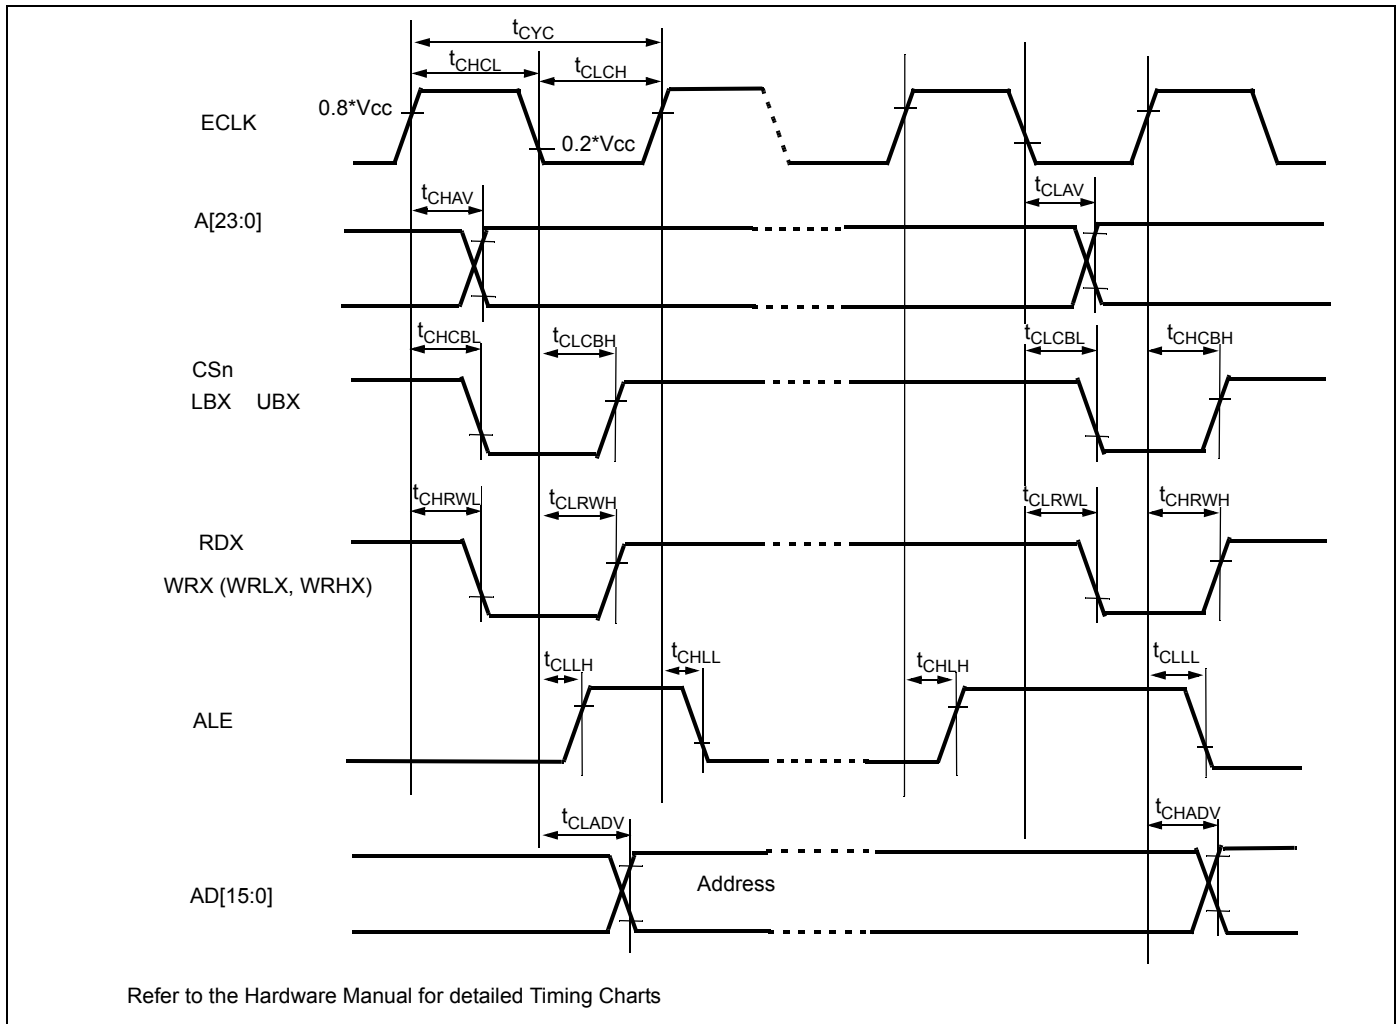 tCYC
tCHCL
tCLCH
ECLK
0.8*Vcc
0.2*Vcc
tCHAV
tCLAV
A[23:0]
tCHCBL
tCLCBH
tCLCBL
tCHCBH
CSn
LBX UBX
tCHRWL
tCLRWH
tCLRWL
tCHRWH
RDX
WRX (WRLX, WRHX)
tCLLH
tCHLL
tCHLH
tCLLL
ALE
tCLADV
tCHADV
AD[15:0]
Address
Refer to the Hardware Manual for detailed Timing Charts